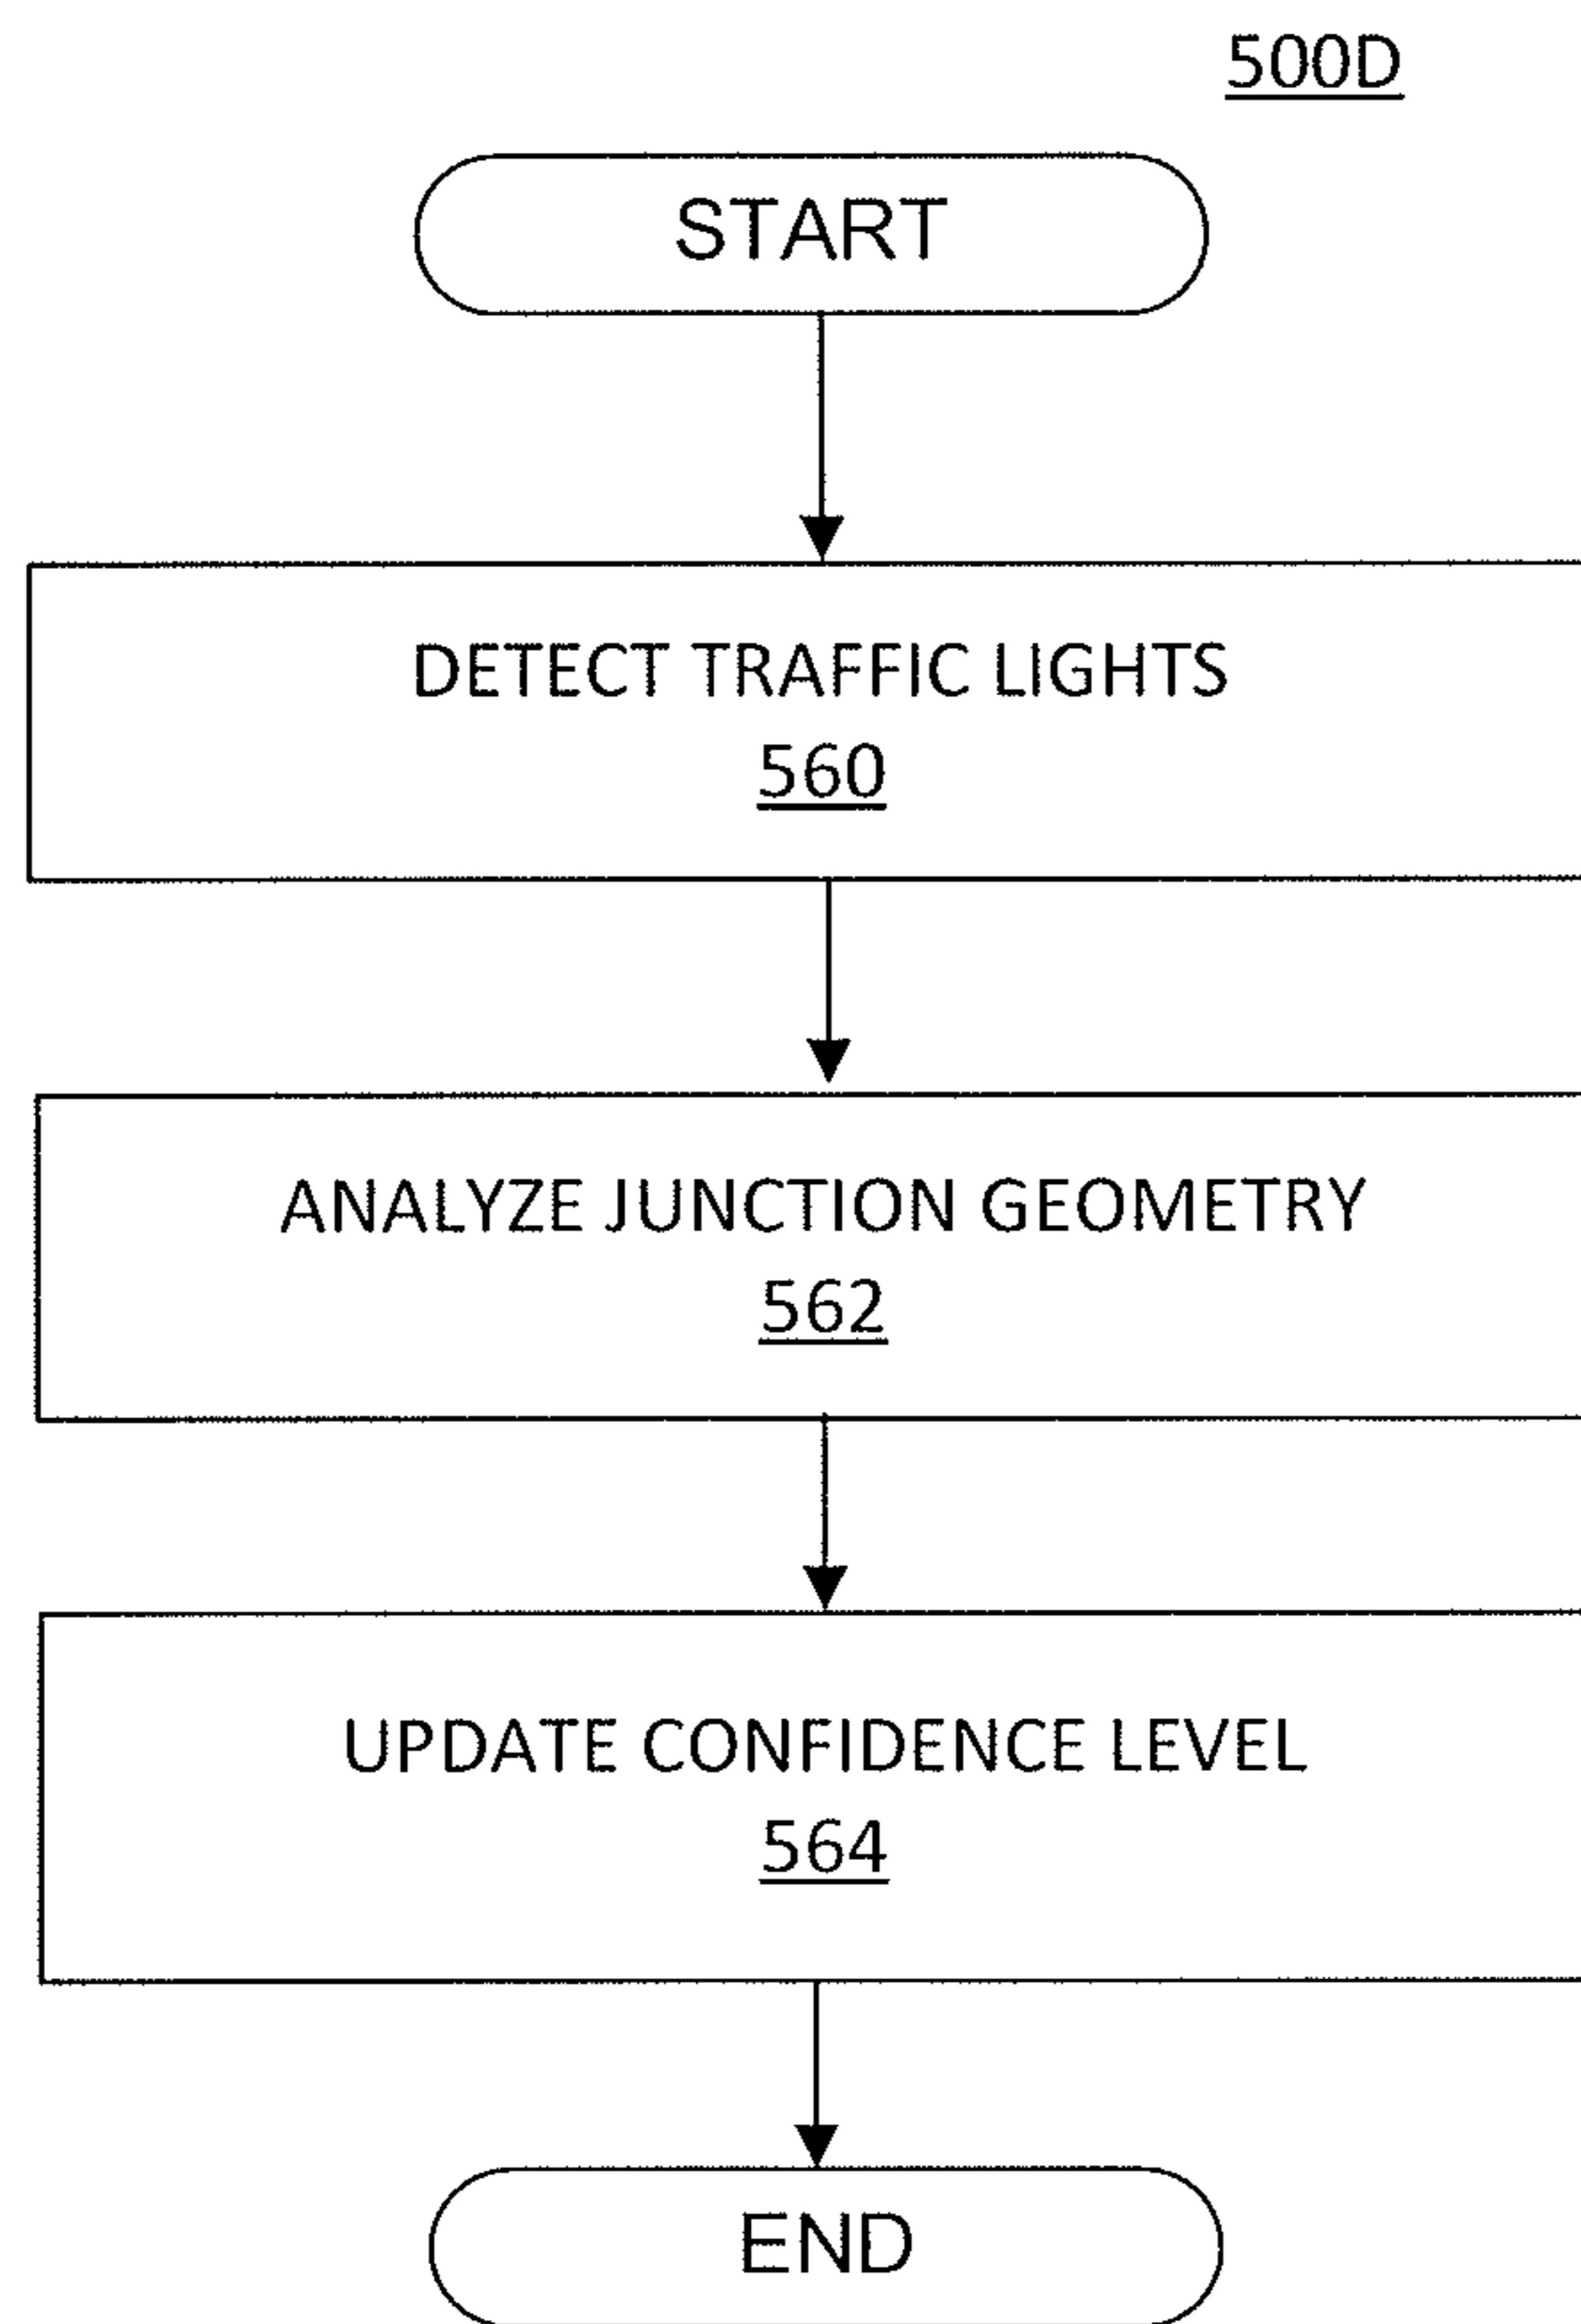 500D
START
DETECT TRAFFIC LIGHTS
560
ANALYZE JUNCTION GEOMETRY
562
UPDATE CONFIDENCE LEVEL
564
END